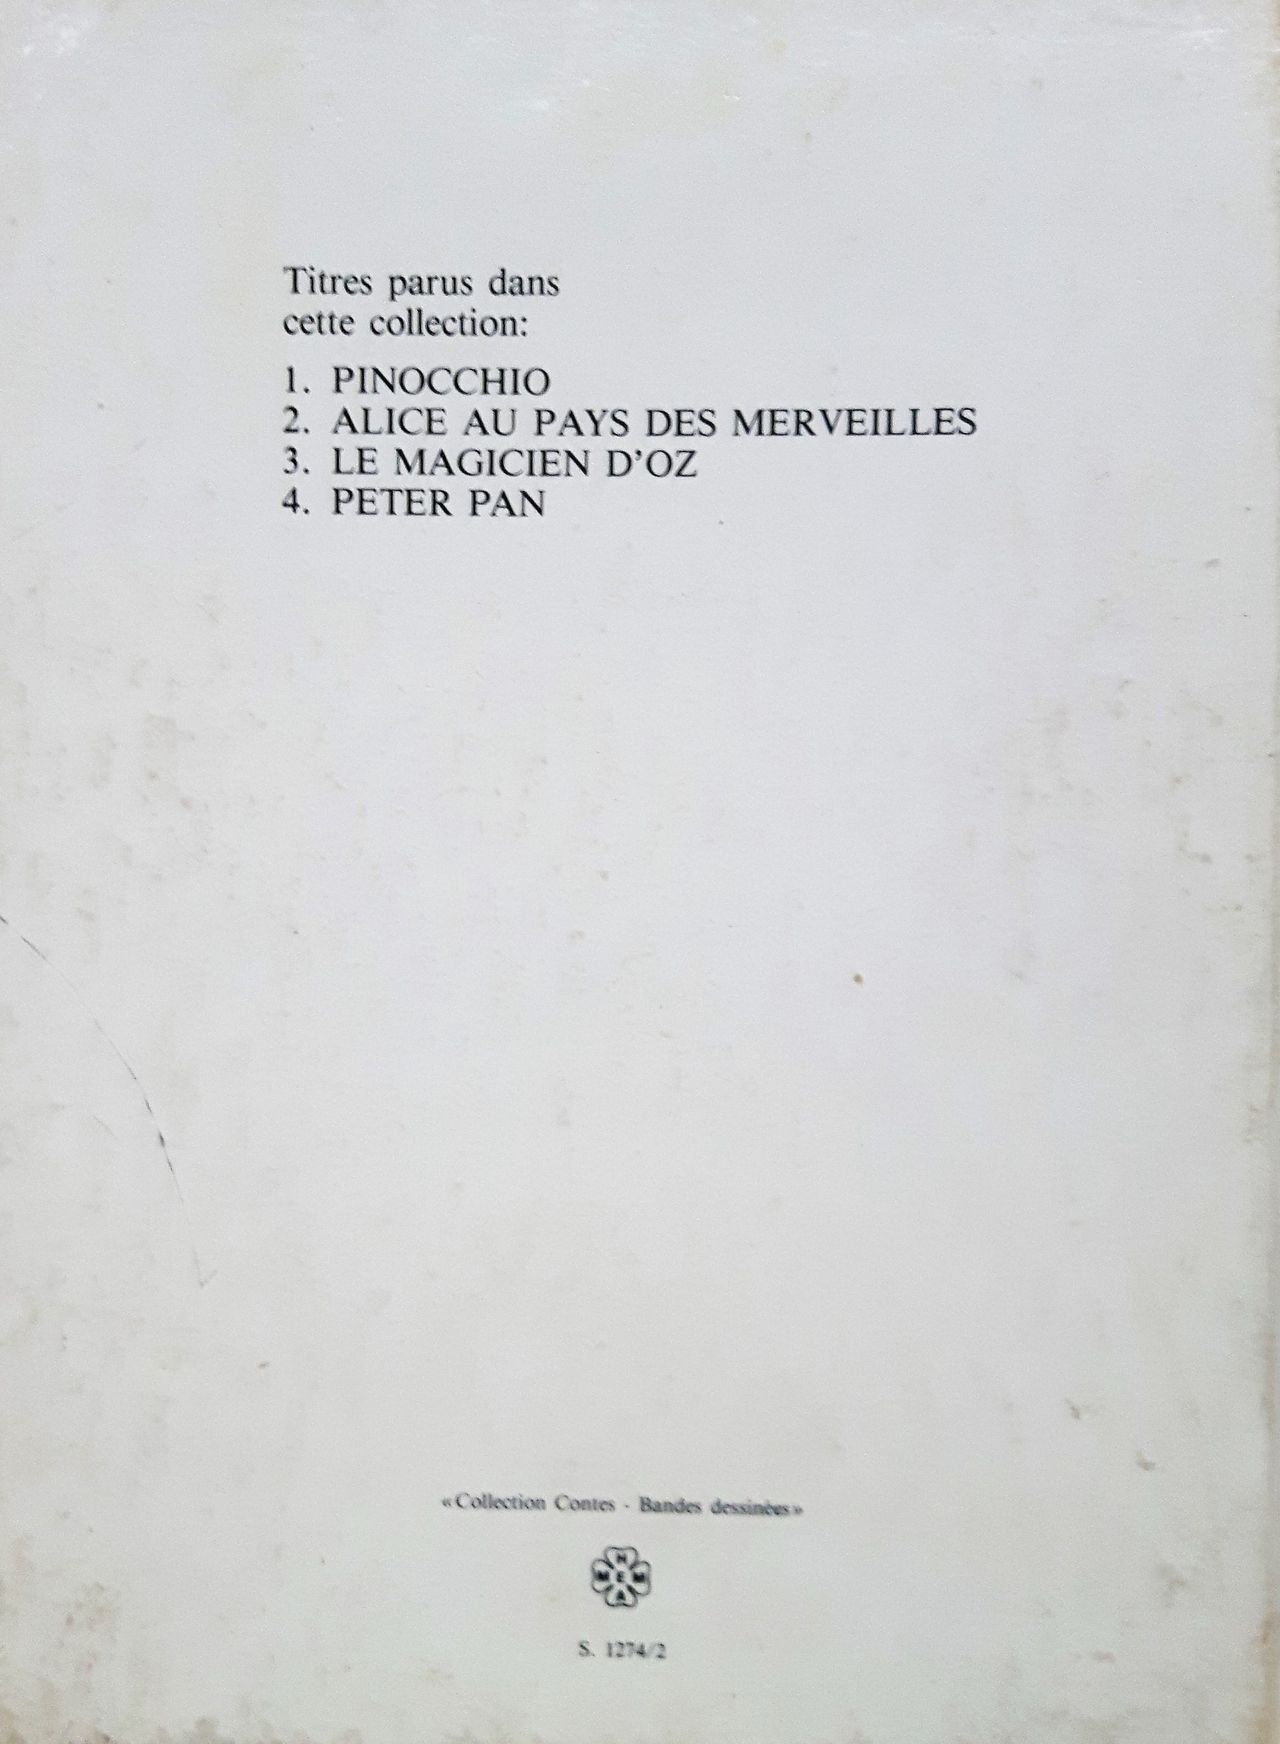 Titres parus dans
cette collection:
1. PINOCCHIO
2. ALICE AU PAYS DES MERVEILLES
3. LE MAGICIEN D'OZ
4. PETER PAN
«Collection Contes - Bandes dessinées»
H
MEM
A
S. 1274/2